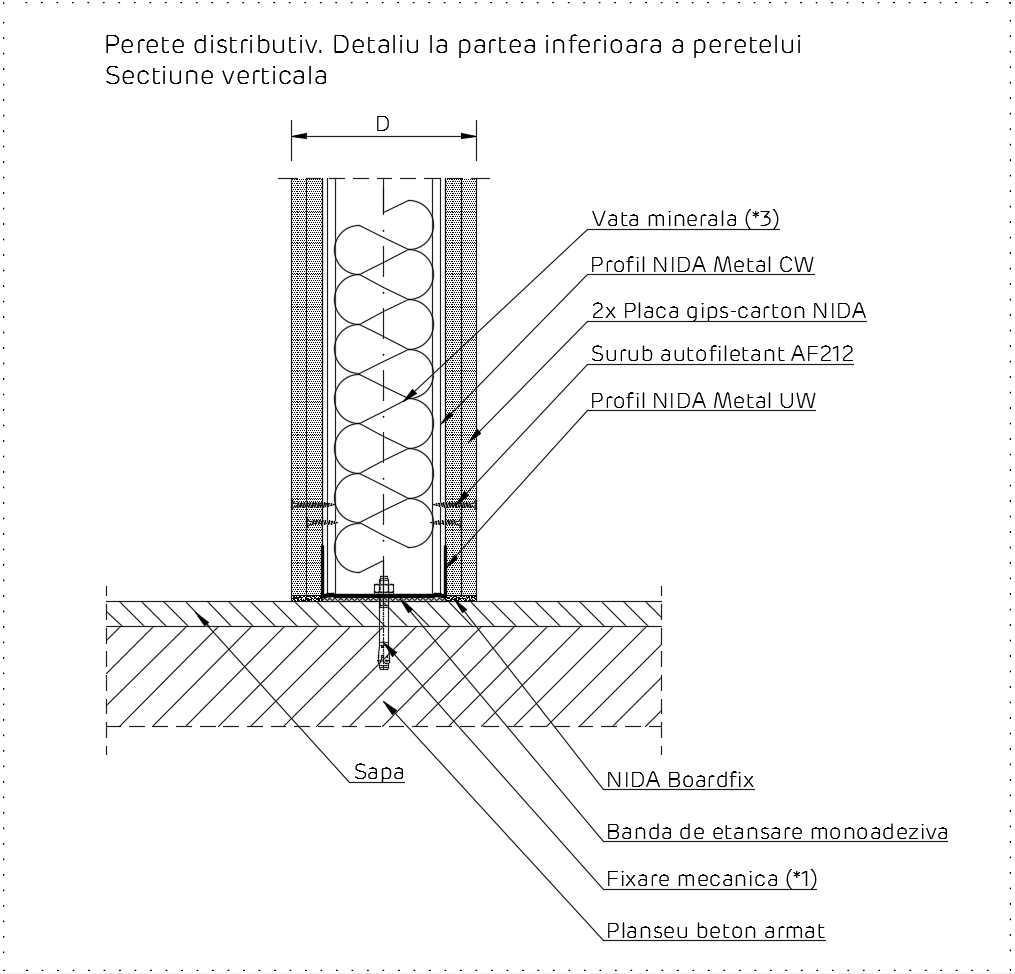 Perete distributiv. Detaliu la partea inferioara a peretelui
Sectiune verticala
D
Vata minerala (*3)
Profil NIDA Metal CW
2x Placa gips-carton NIDA
Surub autofiletant AF212
Profil NIDA Metal UW
Sapa
NIDA Boardfix
Banda de etansare monoadeziva
Fixare mecanica (*1)
Planseu beton armat